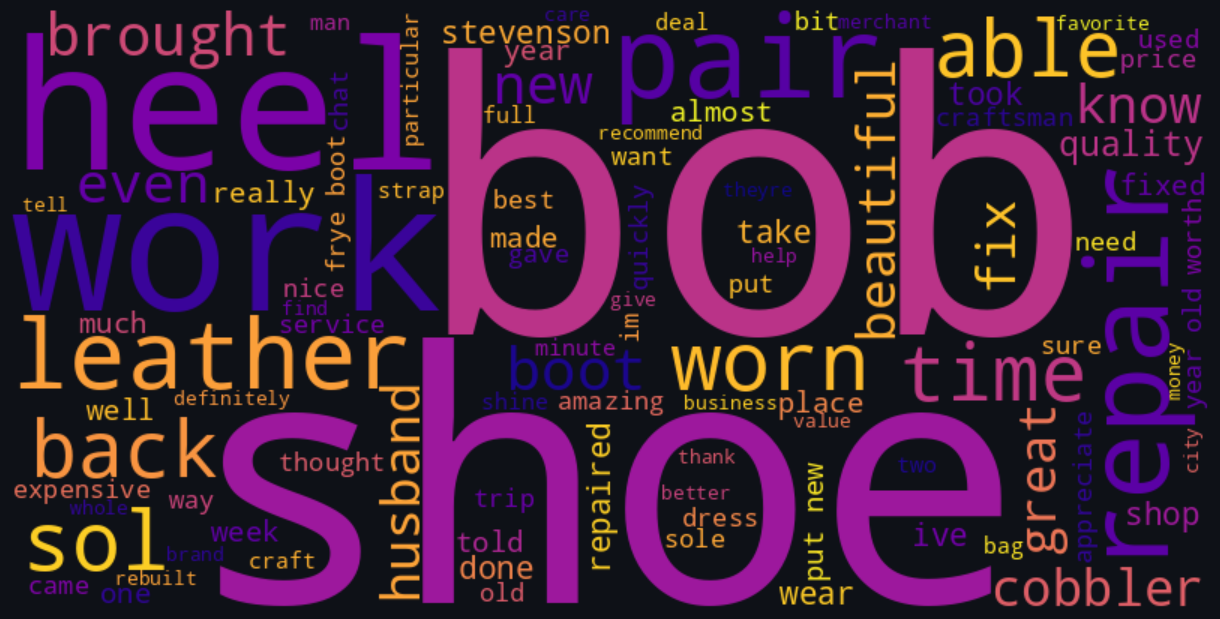 brought
man
particular
stevenson
care
deal
bit
merchant
favorite
heel
year
new
pair
able
used
price
chat
full
almost
took
know
craftsman
recommend
want
beautiful
quality
even
really
boot
strap
bob
theyre
fixed
tell
best
quickly
take
fix
repair
worth
work
frye
made
gave
help
need
nice
put
find
give
old
much
service
im
leather
minute
boot
worn
time
sure
money
year
definitely
shine
amazing
business
place
value
well
back
husband
shoe
thought
repaired
thank
great
appreciate
city
two
expensive
way
trip
better
put new
whole
sol
week
told
dress
sole
ive
bag
shop
brand
craft
done
rebuilt
came
one
old
wear
cobbler